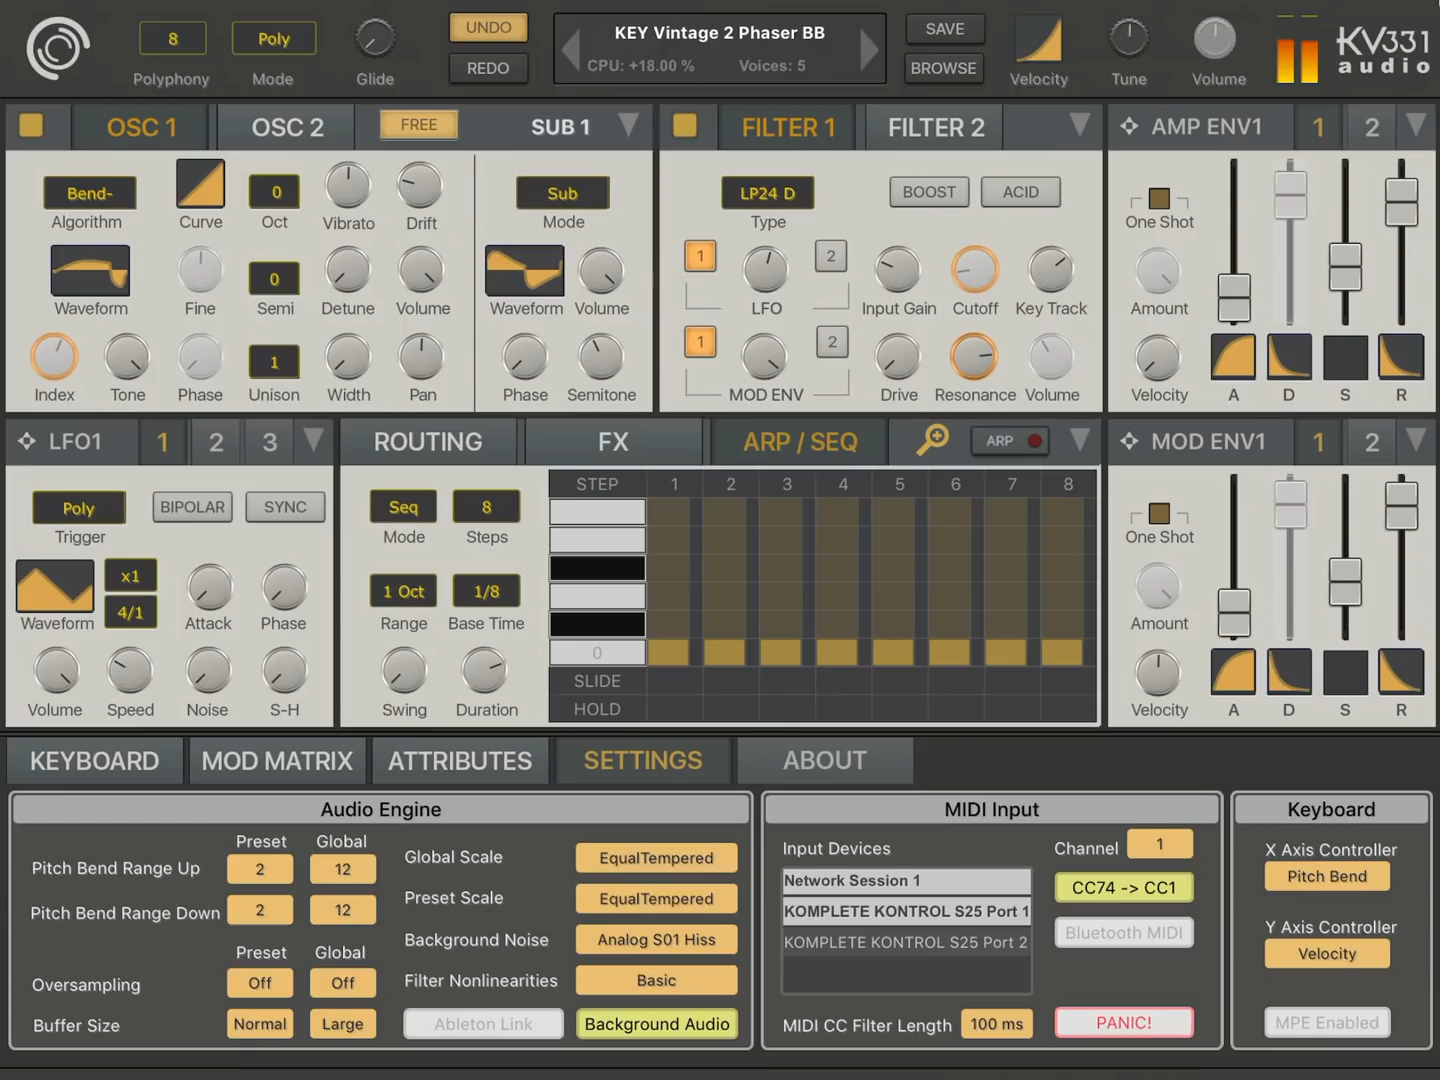 8
Polyphony
Poly
Mode
Glide
UNDO
REDO
KEY Vintage 2 Phaser BB
CPU: +18.00 %
Voices: 5
SAVE
BROWSE
Velocity
Tune
Volume
KV331
audio
OSC 1
OSC 2
FREE
SUB 1
FILTER 1
FILTER 2
AMP ENV1
1
2
Bend-
Algorithm
Curve
0
Oct
Vibrato
Drift
Waveform
Fine
0
Semi
Detune
Volume
Index
Tone
Phase
1
Unison
Width
Pan
Sub
Mode
Waveform
Volume
Phase
Semitone
LP24 D
Type
BOOST
ACID
1
LFO
2
Input Gain
Cutoff
Key Track
1
MOD ENV
2
Drive
Resonance
Volume
One Shot
Amount
Velocity
A
D
S
R
LFO1
1
2
3
ROUTING
FX
ARP / SEQ
ARP
MOD ENV1
1
2
Poly
Trigger
BIPOLAR
SYNC
Waveform
x1
4/1
Attack
Phase
Volume
Speed
Noise
S-H
Seq
Mode
8
Steps
1 Oct
Range
1/8
Base Time
Swing
Duration
STEP
1
2
3
4
5
6
7
8
0
SLIDE
HOLD
One Shot
Amount
Velocity
A
D
S
R
KEYBOARD
MOD MATRIX
ATTRIBUTES
SETTINGS
ABOUT
Audio Engine
Preset
Global
Pitch Bend Range Up
2
12
Pitch Bend Range Down
2
12
Preset
Global
Oversampling
Off
Off
Buffer Size
Normal
Large
Global Scale
EqualTempered
Preset Scale
EqualTempered
Background Noise
Analog S01 Hiss
Filter Nonlinearities
Basic
Ableton Link
Background Audio
MIDI Input
Input Devices
Network Session 1
KOMPLETE KONTROL S25 Port 1
KOMPLETE KONTROL S25 Port 2
MIDI CC Filter Length
100 ms
Channel
1
CC74 -> CC1
Bluetooth MIDI
PANIC!
Keyboard
X Axis Controller
Pitch Bend
Y Axis Controller
Velocity
MPE Enabled